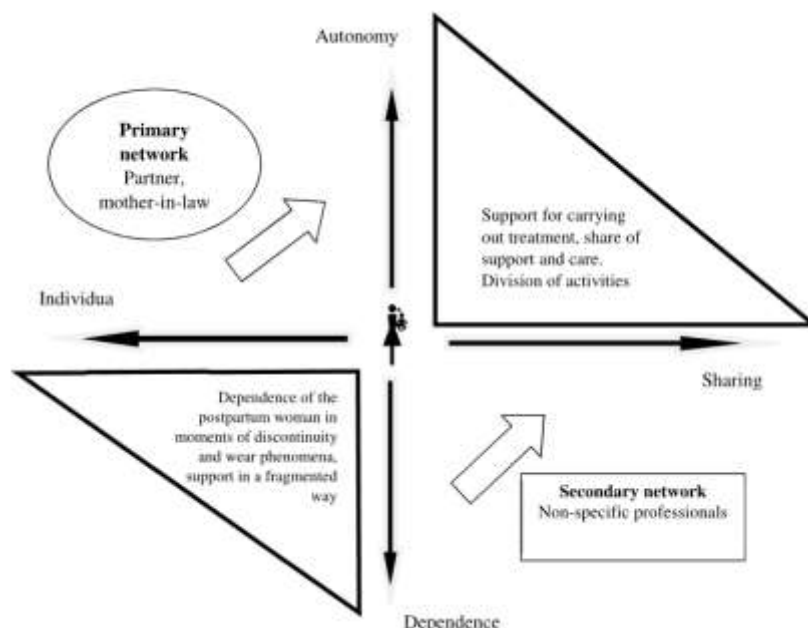 Autonomy
Primary
network
Partner,
mother-in-law
Support for carrying
out treatment, share of
support and care.
Division of activities
Individua
Sharing
Dependence of the
postpartum woman in
moments of discontinuity
and wear phenomena,
support in a fragmented
way
Secondary network
Non-specific professionals
Dependence